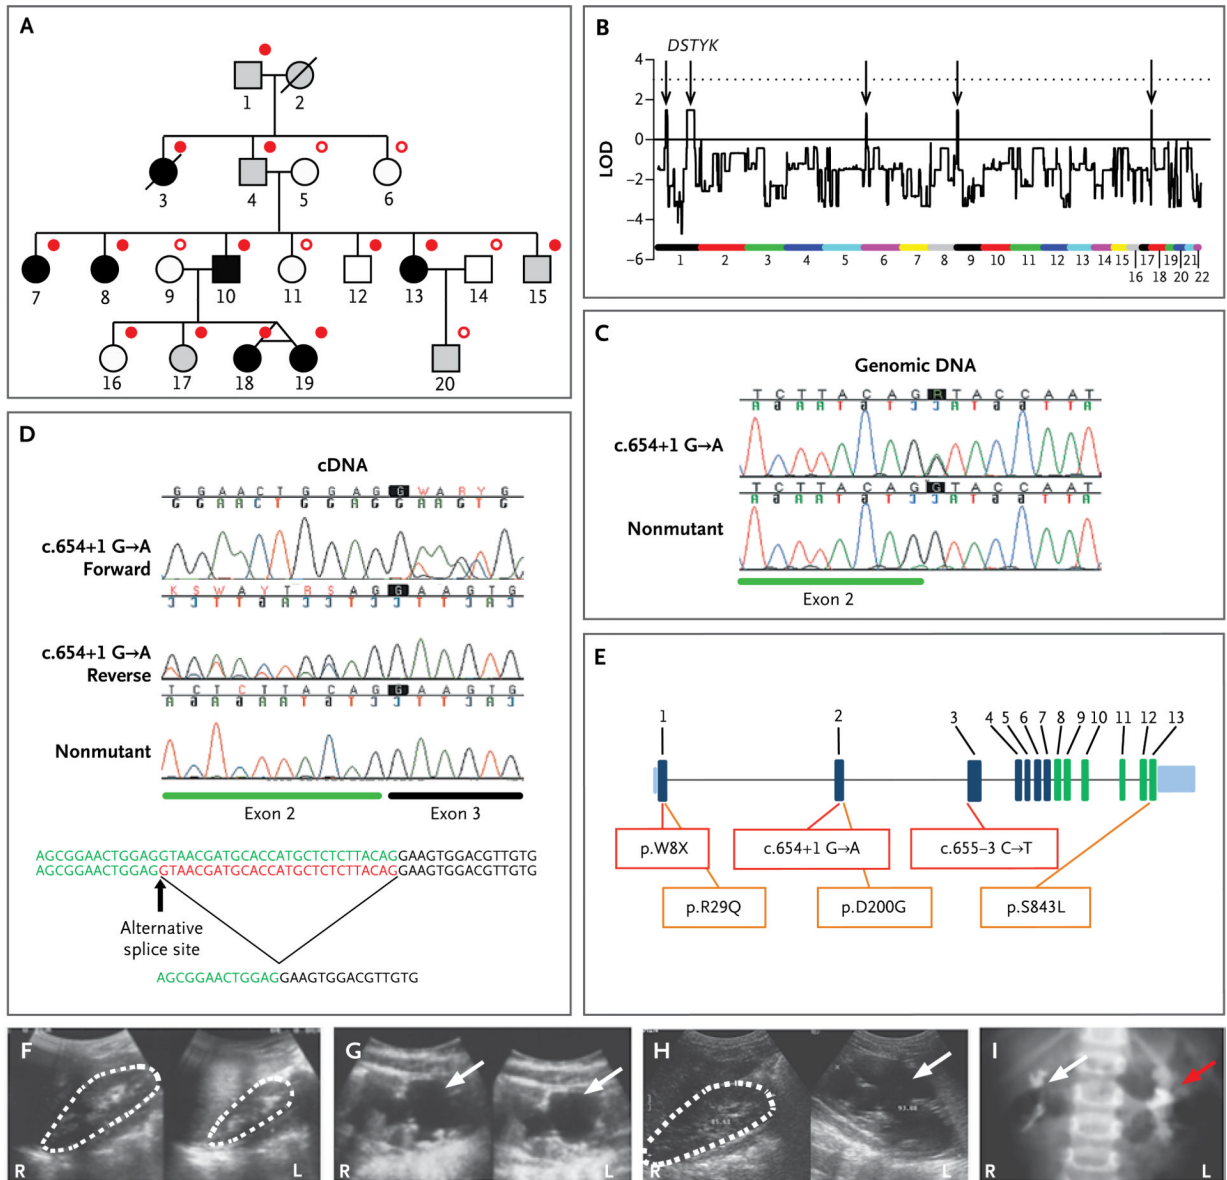 A
1
2
3
4
5
6
7
8
9
10
11
12
13
14
15
16
17
18
19
20
B
DSTYK
4
2
0
−2
−4
−6
LOD
1
2
3
4
5
6
7
8
9
10
11
12
13
14
15
16
17
18
19
20
21
22
C
Genomic DNA
T C T T A C A G R T A C C A A T
c.654+1 G→A
T C T T A C A G G T A C C A A T
Nonmutant
Exon 2
D
cDNA
G G A A C T G G A G G W A R Y G
G G A A C T G G A G G A A G T G
c.654+1 G→A
Forward
K S W A Y T R S A G G A A G T G
c.654+1 G→A
Reverse
T C T C T T A C A G G A A G T G
Nonmutant
Exon 2
Exon 3
AGCGGAACTGGAGGTAACGATGCACCATGCTCTCTTACAGGAAGTGGACGTTGTG
AGCGGAACTGGAGGTAACGATGCACCATGCTCTCTTACAGGAAGTGGACGTTGTG
Alternative
splice site
AGCGGAACTGGAGGAAGTGGACGTTGTG
E
1
2
3
4
5
6
7
8
9
10
11
12
13
p.W8X
c.654+1 G→A
c.655−3 C→T
p.R29Q
p.D200G
p.S843L
F
R
L
G
R
L
H
R
L
I
R
L